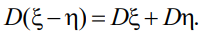 D(ξ – η) = Dξ + Dη.